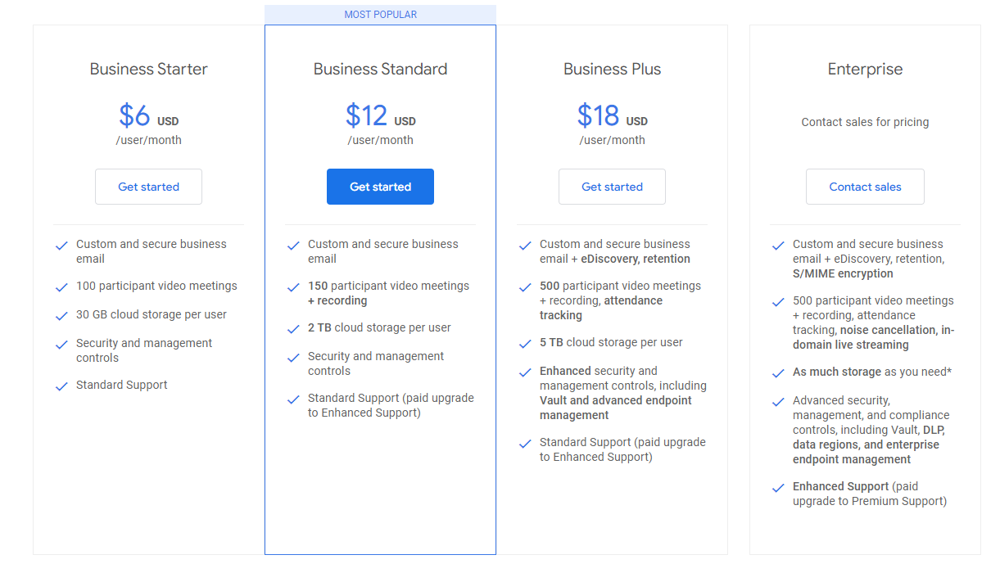 MOST POPULAR
Business Starter
$6 USD
/user/month
Get started
Custom and secure business
email
100 participant video meetings
30 GB cloud storage per user
Security and management
controls
Standard Support
Business Standard
$12 USD
/user/month
Get started
Custom and secure business
email
150 participant video meetings
+ recording
2 TB cloud storage per user
Security and management
controls
Standard Support (paid upgrade
to Enhanced Support)
Business Plus
$18 USD
/user/month
Get started
Custom and secure business
email + eDiscovery, retention
500 participant video meetings
+ recording, attendance
tracking
5 TB cloud storage per user
Enhanced security and
management controls, including
Vault and advanced endpoint
management
Standard Support (paid upgrade
to Enhanced Support)
Enterprise
Contact sales for pricing
Contact sales
Custom and secure business
email + eDiscovery, retention,
S/MIME encryption
500 participant video meetings
+ recording, attendance
tracking, noise cancellation, in-
domain live streaming
As much storage as you need*
Advanced security,
management, and compliance
controls, including Vault, DLP,
data regions, and enterprise
endpoint management
Enhanced Support (paid
upgrade to Premium Support)